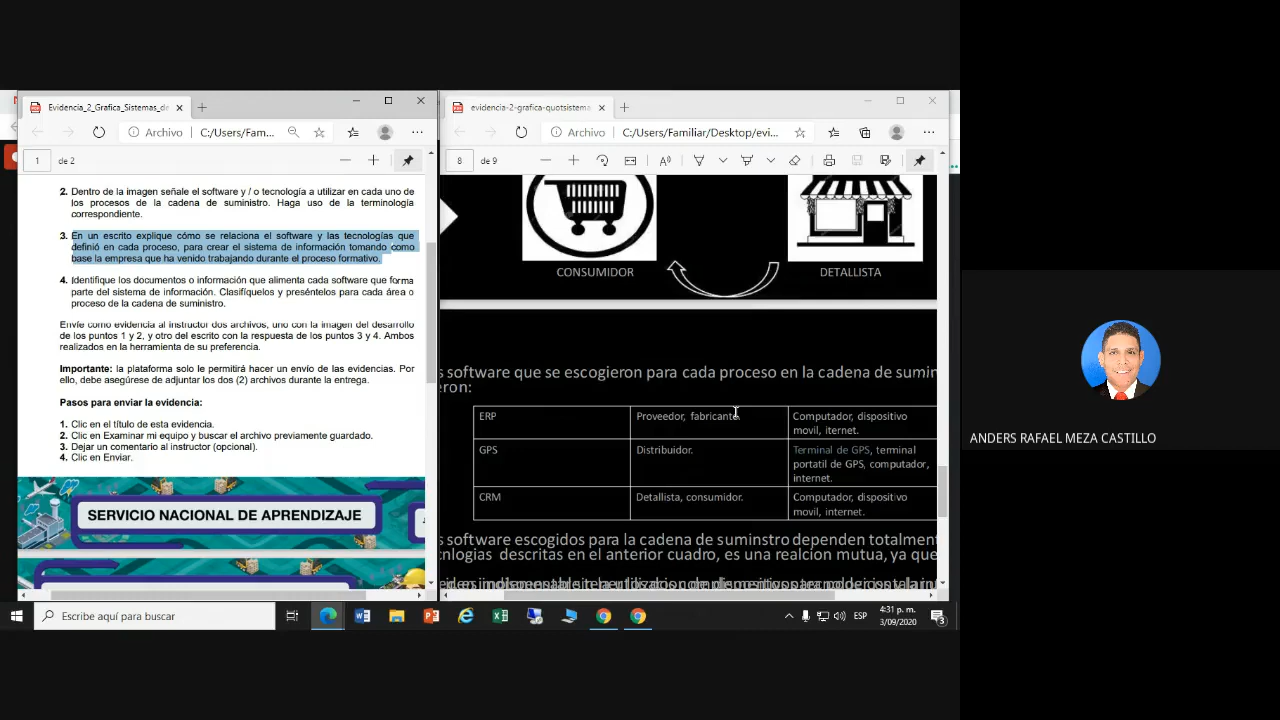 Evidencia_2_Grafica_Sistemas_de
Archivo
C:/Users/Fam...
1
de 2
2. Dentro de la imagen señale el software y / o tecnología a utilizar en cada uno de
los procesos de la cadena de suministro. Haga uso de la terminología
correspondiente.
3. En un escrito explique cómo se relaciona el software y las tecnologías que
definió en cada proceso, para crear el sistema de información tomando como
base la empresa que ha venido trabajando durante el proceso formativo.
4. Identifique los documentos o información que alimenta cada software que forma
parte del sistema de información. Clasifíquelos y preséntelos para cada área o
proceso de la cadena de suministro.
Envíe como evidencia al instructor dos archivos, uno con la imagen del desarrollo
de los puntos 1 y 2, y otro del escrito con la respuesta de los puntos 3 y 4. Ambos
realizados en la herramienta de su preferencia.
Importante: la plataforma solo le permitirá hacer un envío de las evidencias. Por
ello, debe asegúrese de adjuntar los dos (2) archivos durante la entrega.
Pasos para enviar la evidencia:
1. Clic en el título de esta evidencia.
2. Clic en Examinar mi equipo y buscar el archivo previamente guardado.
3. Dejar un comentario al instructor (opcional).
4. Clic en Enviar.
SERVICIO NACIONAL DE APRENDIZAJE
evidencia-2-grafica-quotsistema
Archivo
C:/Users/Familiar/Desktop/evi...
8
de 9
CONSUMIDOR
DETALLISTA
s software que se escogieron para cada proceso en la cadena de sumin
eron:
ERP
Proveedor, fabricante.
Computador, dispositivo
movil, iternet.
GPS
Distribuidor.
Terminal de GPS, terminal
portatil de GPS, computador,
internet.
CRM
Detallista, consumidor.
Computador, dispositivo
movil, internet.
s software escogidos para la cadena de suminstro dependen totalment
cnlogias descritas en el anterior cuadro, es una realcion mutua, ya que
Escribe aquí para buscar
ESP
4:31 p. m.
3/09/2020
3
ANDERS RAFAEL MEZA CASTILLO